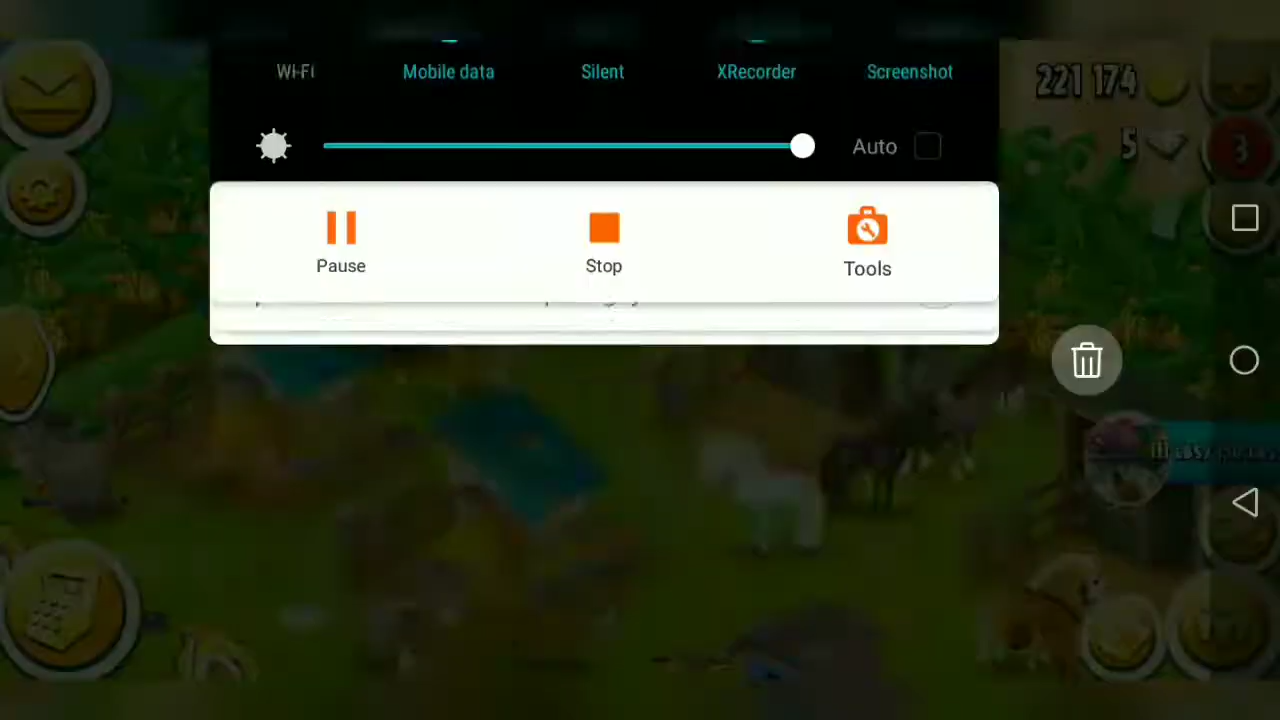 Wi-Fi
Mobile data
Silent
XRecorder
Screenshot
221 174
Auto
5
3
Pause
Stop
Tools